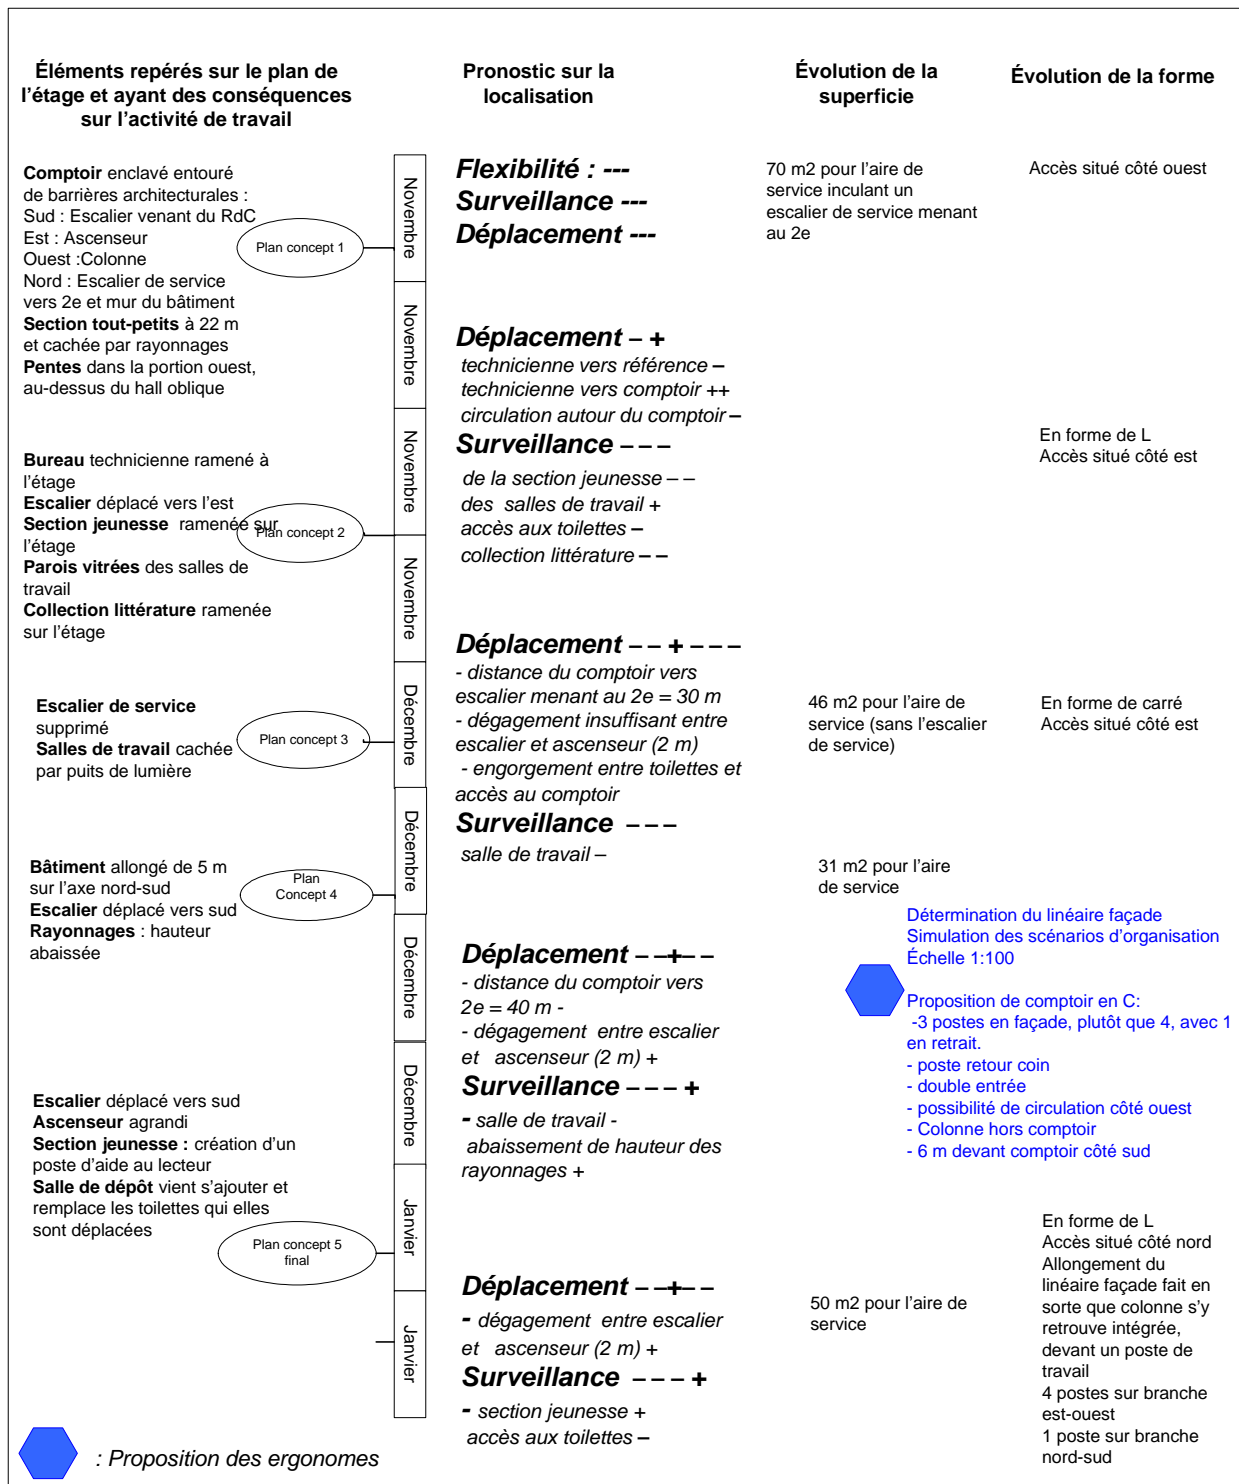 Éléments repérés sur le plan de
l'étage et ayant des conséquences
sur l'activité de travail
Pronostic sur la
localisation
Évolution de la
superficie
Évolution de la forme
Comptoir enclavé entouré
de barrières architecturales :
Sud : Escalier venant du RdC
Est : Ascenseur
Ouest :Colonne
Nord : Escalier de service
vers 2e et mur du bâtiment
Section tout-petits à 22 m
et cachée par rayonnages
Pentes dans la portion ouest,
au-dessus du hall oblique
Plan concept 1
Novembre
Flexibilité : ---
Surveillance ---
Déplacement ---
70 m2 pour l'aire de
service inculant un
escalier de service menant
au 2e
Accès situé côté ouest
Novembre
Déplacement – +
technicienne vers référence –
technicienne vers comptoir ++
circulation autour du comptoir –
Surveillance – – –
de la section jeunesse – –
des salles de travail +
accès aux toilettes –
collection littérature – –
En forme de L
Accès situé côté est
Bureau technicienne ramené à
l'étage
Escalier déplacé vers l'est
Section jeunesse ramenée sur
l'étage
Parois vitrées des salles de
travail
Collection littérature ramenée
sur l'étage
Plan concept 2
Novembre
Novembre
Déplacement – – + – – –
- distance du comptoir vers
escalier menant au 2e = 30 m
- dégagement insuffisant entre
escalier et ascenseur (2 m)
- engorgement entre toilettes et
accès au comptoir
Surveillance – – –
salle de travail –
46 m2 pour l'aire de
service (sans l'escalier
de service)
En forme de carré
Accès situé côté est
Escalier de service
supprimé
Salles de travail cachée
par puits de lumière
Plan concept 3
Décembre
Décembre
31 m2 pour l'aire
de service
Bâtiment allongé de 5 m
sur l'axe nord-sud
Escalier déplacé vers sud
Rayonnages : hauteur
abaissée
Plan
Concept 4
Détermination du linéaire façade
Simulation des scénarios d'organisation
Échelle 1:100
Proposition de comptoir en C:
-3 postes en façade, plutôt que 4, avec 1
en retrait.
- poste retour coin
- double entrée
- possibilité de circulation côté ouest
- Colonne hors comptoir
- 6 m devant comptoir côté sud
Décembre
Déplacement – –+– –
- distance du comptoir vers
2e = 40 m -
- dégagement entre escalier
et ascenseur (2 m) +
Surveillance – – – +
- salle de travail -
abaissement de hauteur des
rayonnages +
Décembre
Escalier déplacé vers sud
Ascenseur agrandi
Section jeunesse : création d'un
poste d'aide au lecteur
Salle de dépôt vient s'ajouter et
remplace les toilettes qui elles
sont déplacées
Plan concept 5
final
Janvier
Janvier
Déplacement – –+– –
- dégagement entre escalier
et ascenseur (2 m) +
Surveillance – – – +
- section jeunesse +
accès aux toilettes –
50 m2 pour l'aire de
service
En forme de L
Accès situé côté nord
Allongement du
linéaire façade fait en
sorte que colonne s'y
retrouve intégrée,
devant un poste de
travail
4 postes sur branche
est-ouest
1 poste sur branche
nord-sud
: Proposition des ergonomes